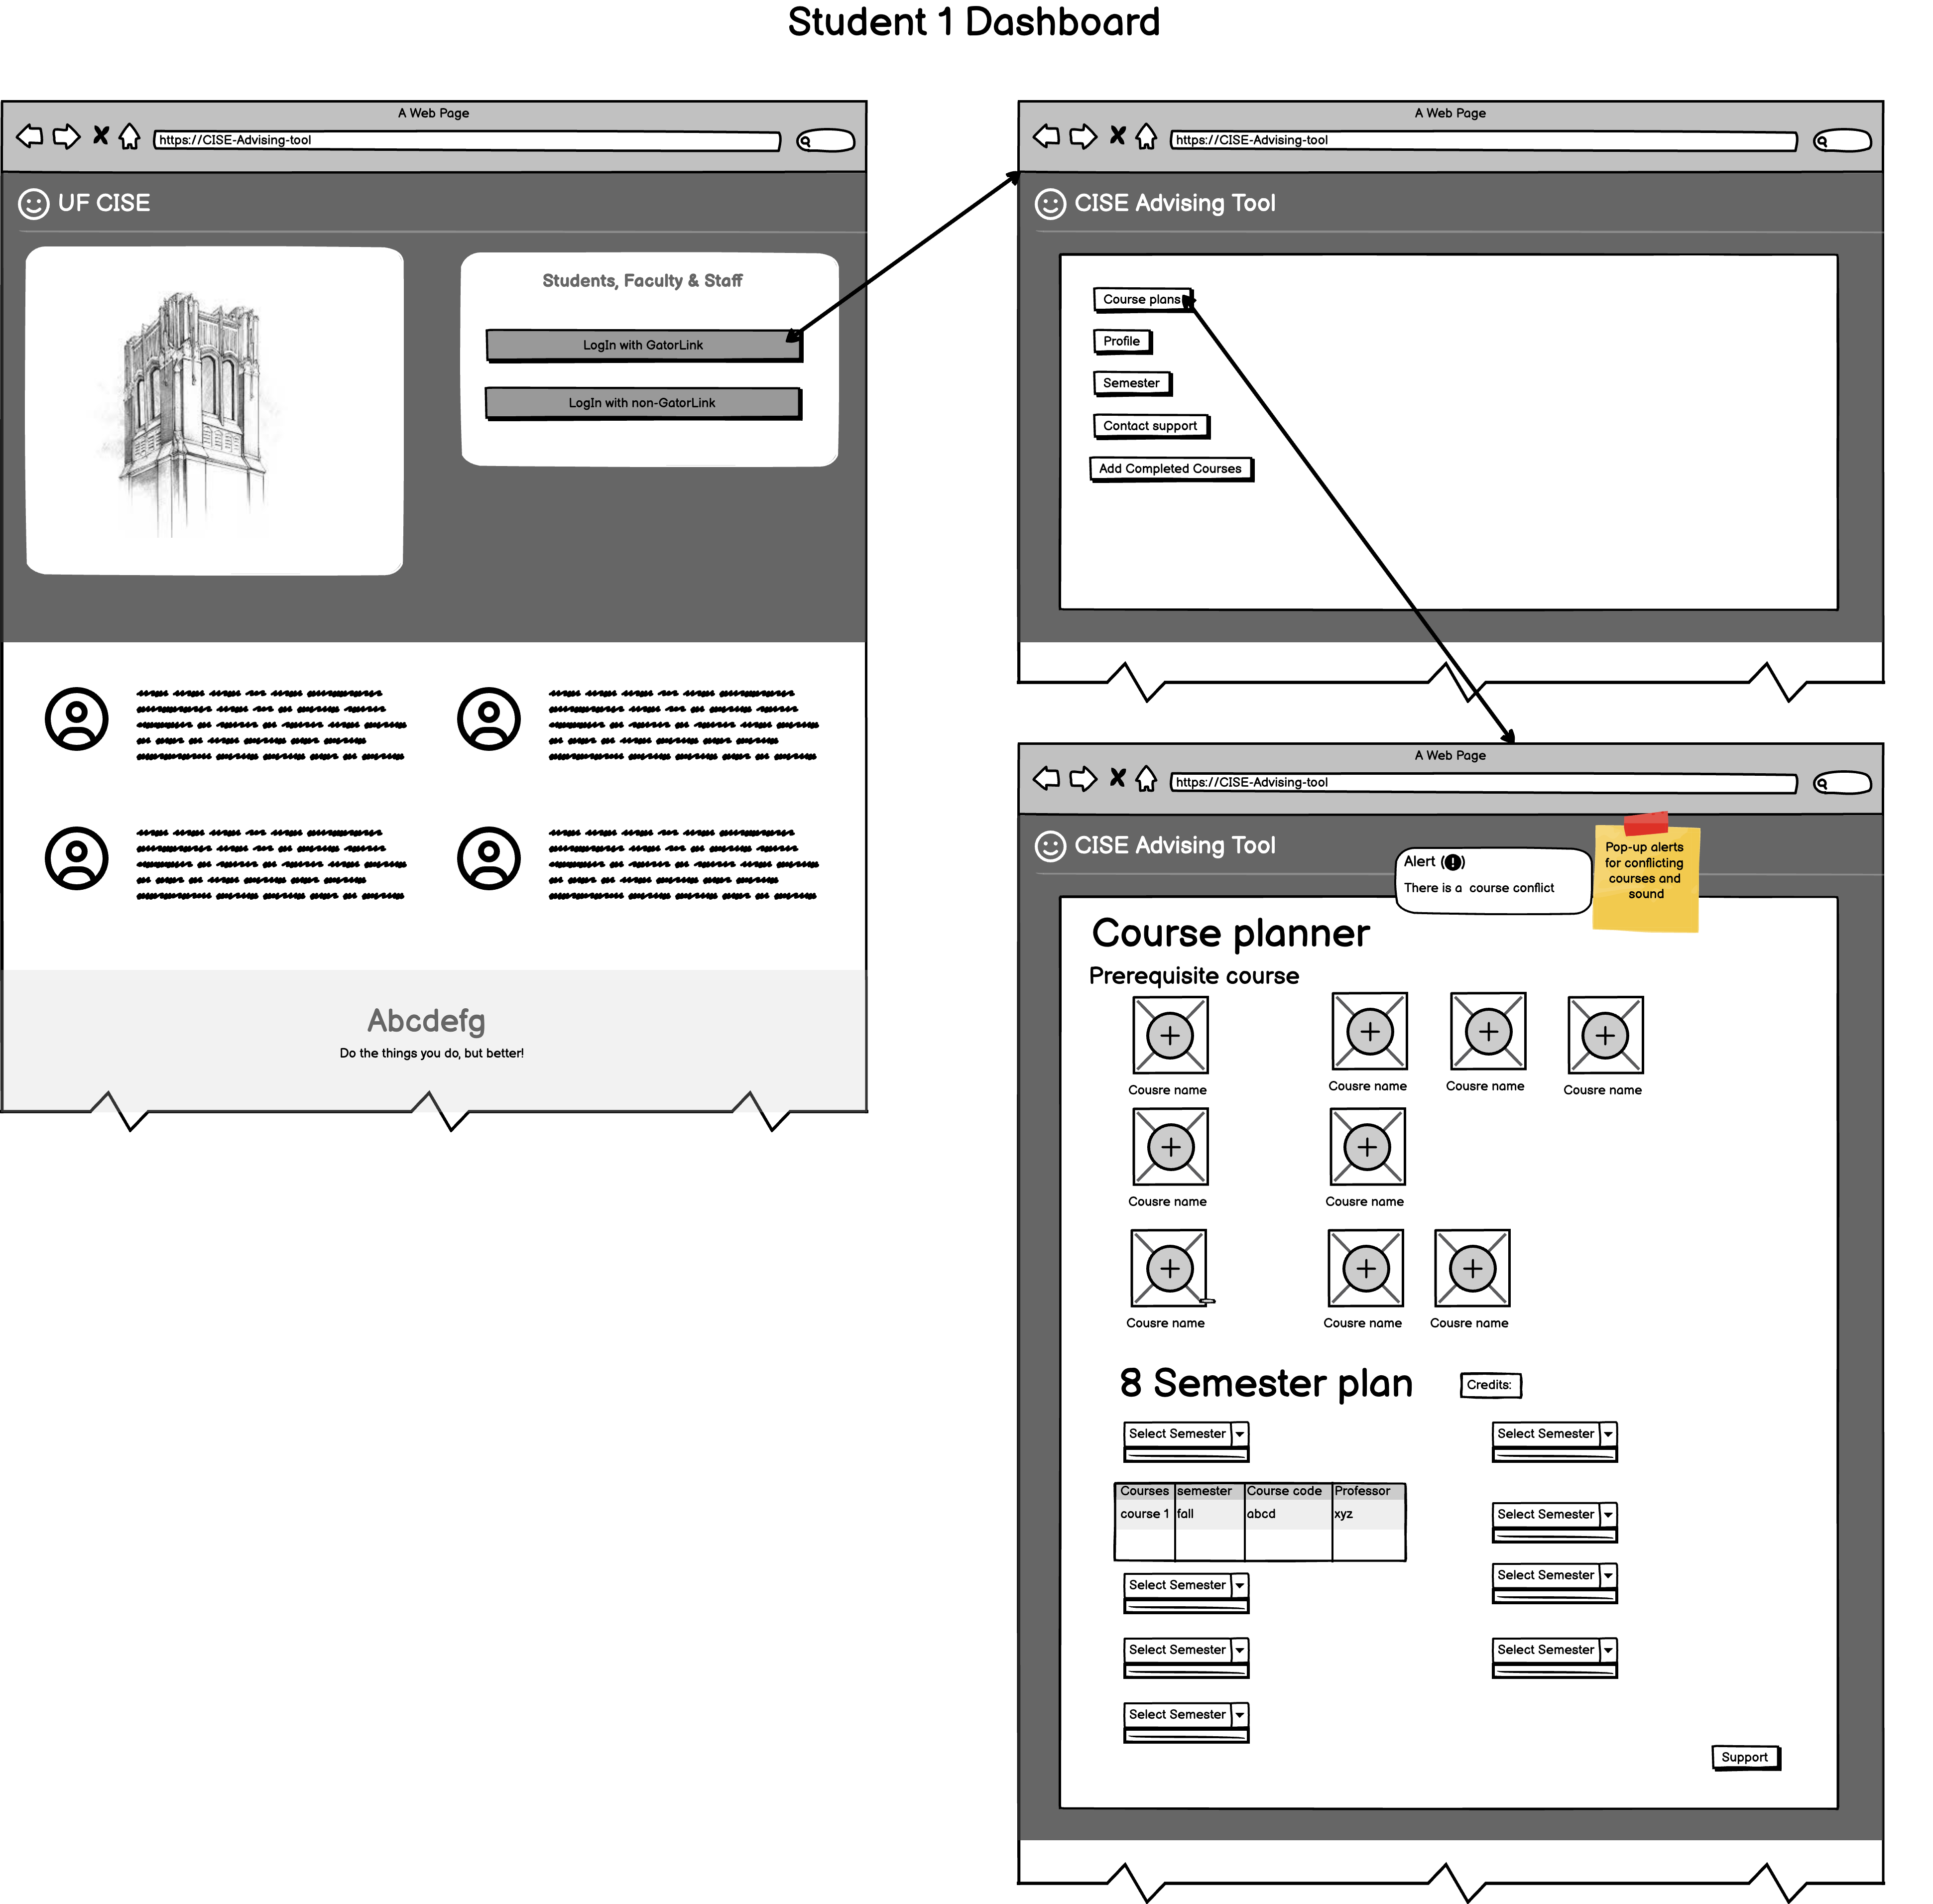 Student 1 Dashboard
A Web Page
https://CISE-Advising-tool
UF CISE
Students, Faculty & Staff
LogIn with GatorLink
LogIn with non-GatorLink
Abcdefg
Do the things you do, but better!
A Web Page
https://CISE-Advising-tool
CISE Advising Tool
Course plans
Profile
Semester
Contact support
Add Completed Courses
A Web Page
https://CISE-Advising-tool
CISE Advising Tool
Alert (!)
There is a course conflict
Pop-up alerts
for conflicting
courses and
sound
Course planner
Prerequisite course
Cousre name
Cousre name
Cousre name
Cousre name
Cousre name
Cousre name
Cousre name
Cousre name
Cousre name
8 Semester plan
Credits:
Select Semester
Select Semester
Courses semester Course code Professor
course 1 fall abcd xyz
Select Semester
Select Semester
Select Semester
Select Semester
Select Semester
Select Semester
Support